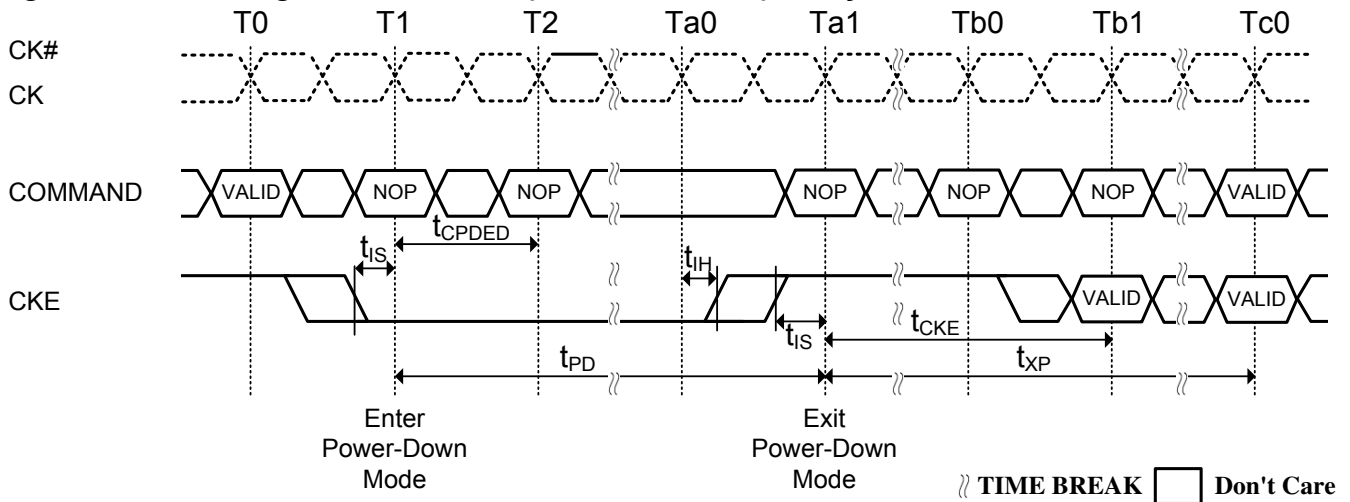 T0 T1 T2 Ta0 Ta1 Tb0 Tb1 Tc0
CK#
CK
COMMAND VALID NOP NOP NOP NOP NOP VALID
tCPDED
tIS tIH
CKE VALID VALID
tIS tCKE
tPD tXP
Enter Power-Down Mode
Exit Power-Down Mode
TIME BREAK Don't Care